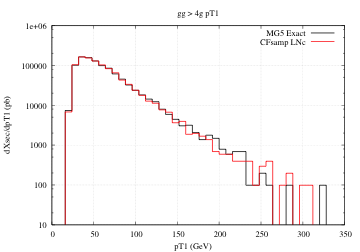 gg > 4g pT1
1e+06
MG5 Exact
CFsamp LNc
100000
10000
1000
100
10
dXsec/dpT1 (pb)
0 50 100 150 200 250 300 350
pT1 (GeV)